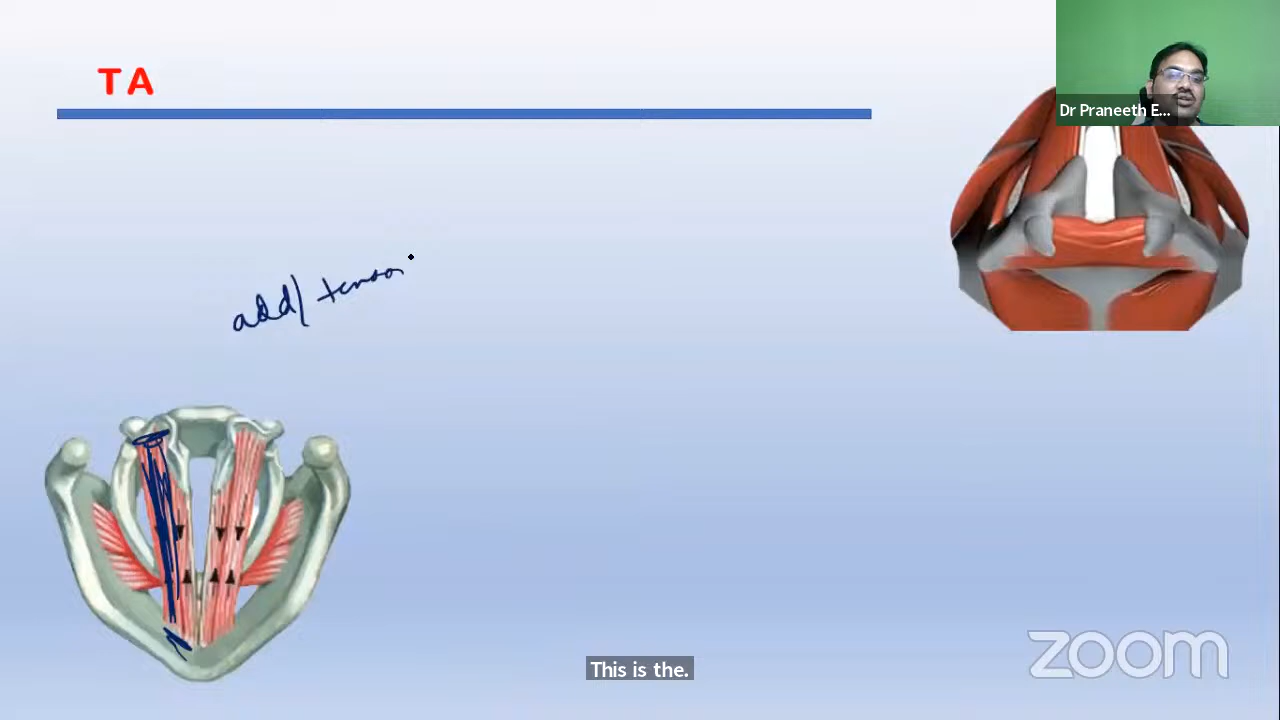 TA
Dr Praneeth E...
add/ tensor
This is the.
zoom